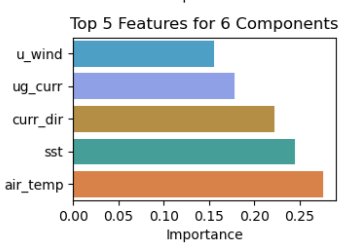 Top 5 Features for 6 Components
u_wind
ug_curr
curr_dir
sst
air_temp
0.00 0.05 0.10 0.15 0.20 0.25
Importance